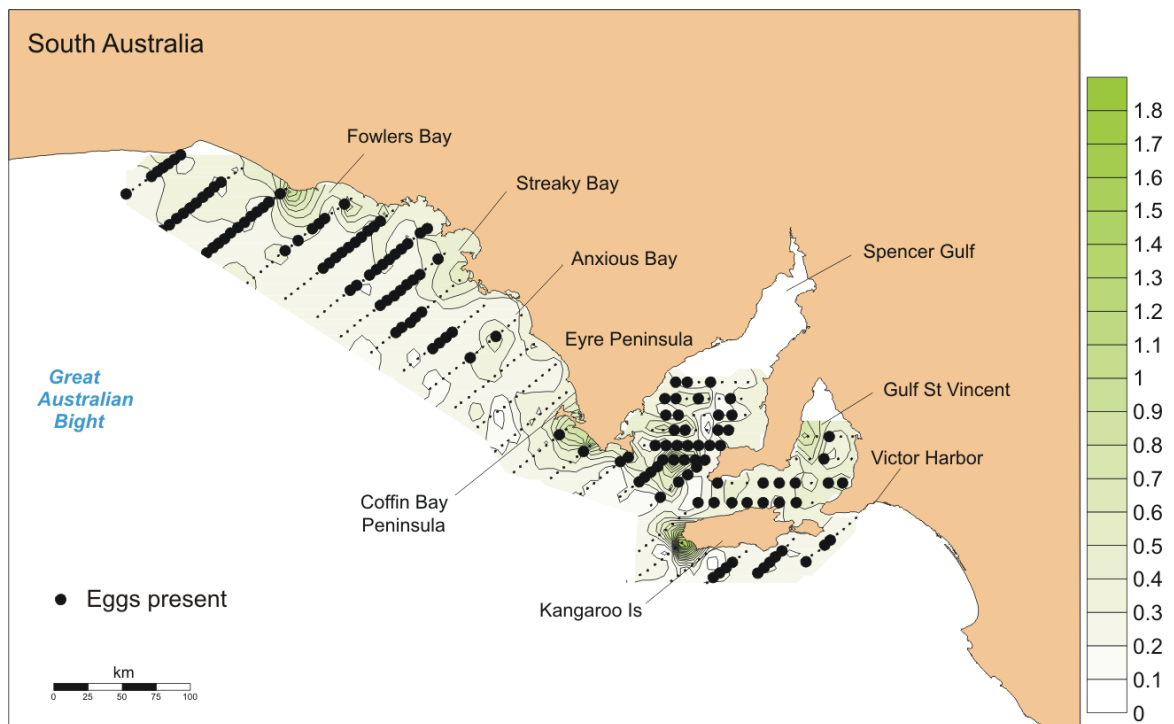 South Australia
Fowlers Bay
Streaky Bay
Anxious Bay
Spencer Gulf
Eyre Peninsula
Great
Australian
Bight
Gulf St Vincent
Victor Harbor
Coffin Bay
Peninsula
Kangaroo Is
Eggs present
km
0 25 50 75 100
1.8
1.7
1.6
1.5
1.4
1.3
1.2
1.1
1
0.9
0.8
0.7
0.6
0.5
0.4
0.3
0.2
0.1
0